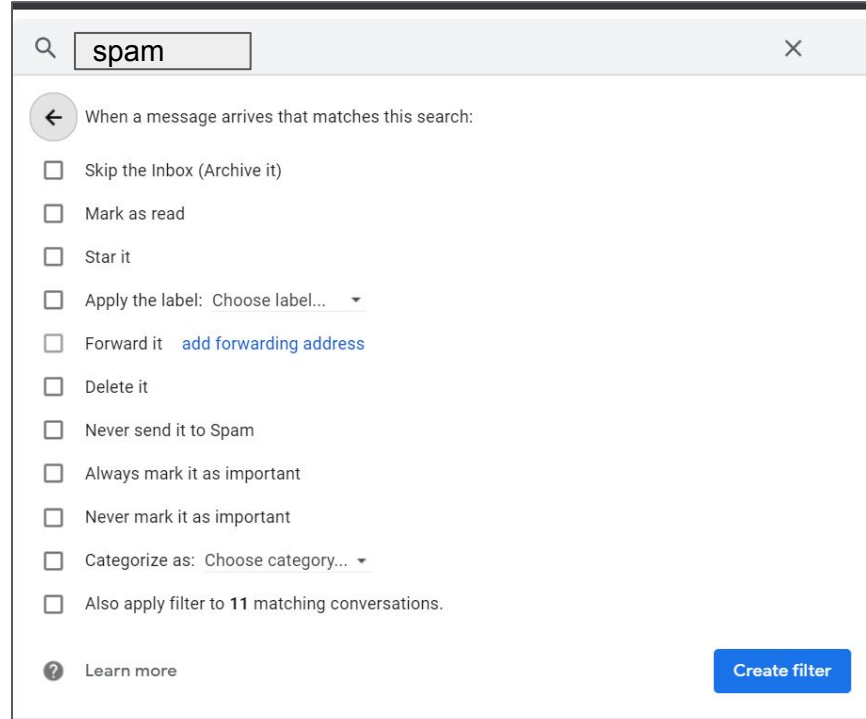 spam
When a message arrives that matches this search:
Skip the Inbox (Archive it)
Mark as read
Star it
Apply the label: Choose label...
Forward it add forwarding address
Delete it
Never send it to Spam
Always mark it as important
Never mark it as important
Categorize as: Choose category...
Also apply filter to 11 matching conversations.
Learn more
Create filter